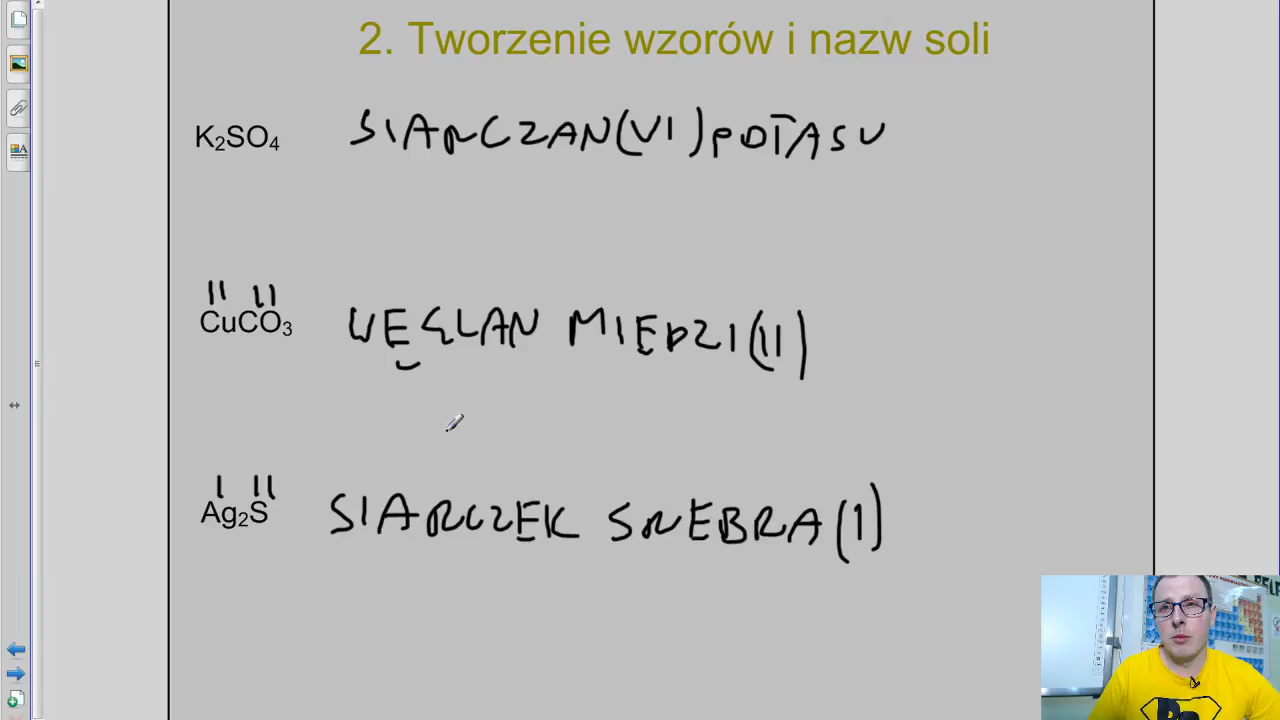 2. Tworzenie wzorów i nazw soli
K₂SO₄ SIARCZAN(VI) POTASU
II II
CuCO₃ WĘGLAN MIEDZI(II)
I II
Ag₂S SIARCZEK SREBRA(I)